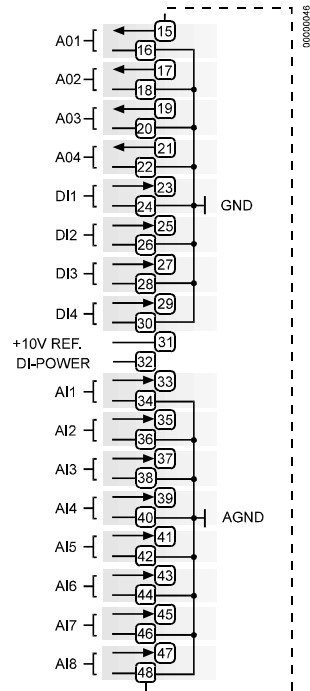 00000046
A01 15
16
A02 17
18
A03 19
20
A04 21
22
DI1 23
24 GND
DI2 25
26
DI3 27
28
DI4 29
30
+10V REF. 31
DI-POWER 32
AI1 33
34
AI2 35
36
AI3 37
38
AI4 39
40 AGND
AI5 41
42
AI6 43
44
AI7 45
46
AI8 47
48